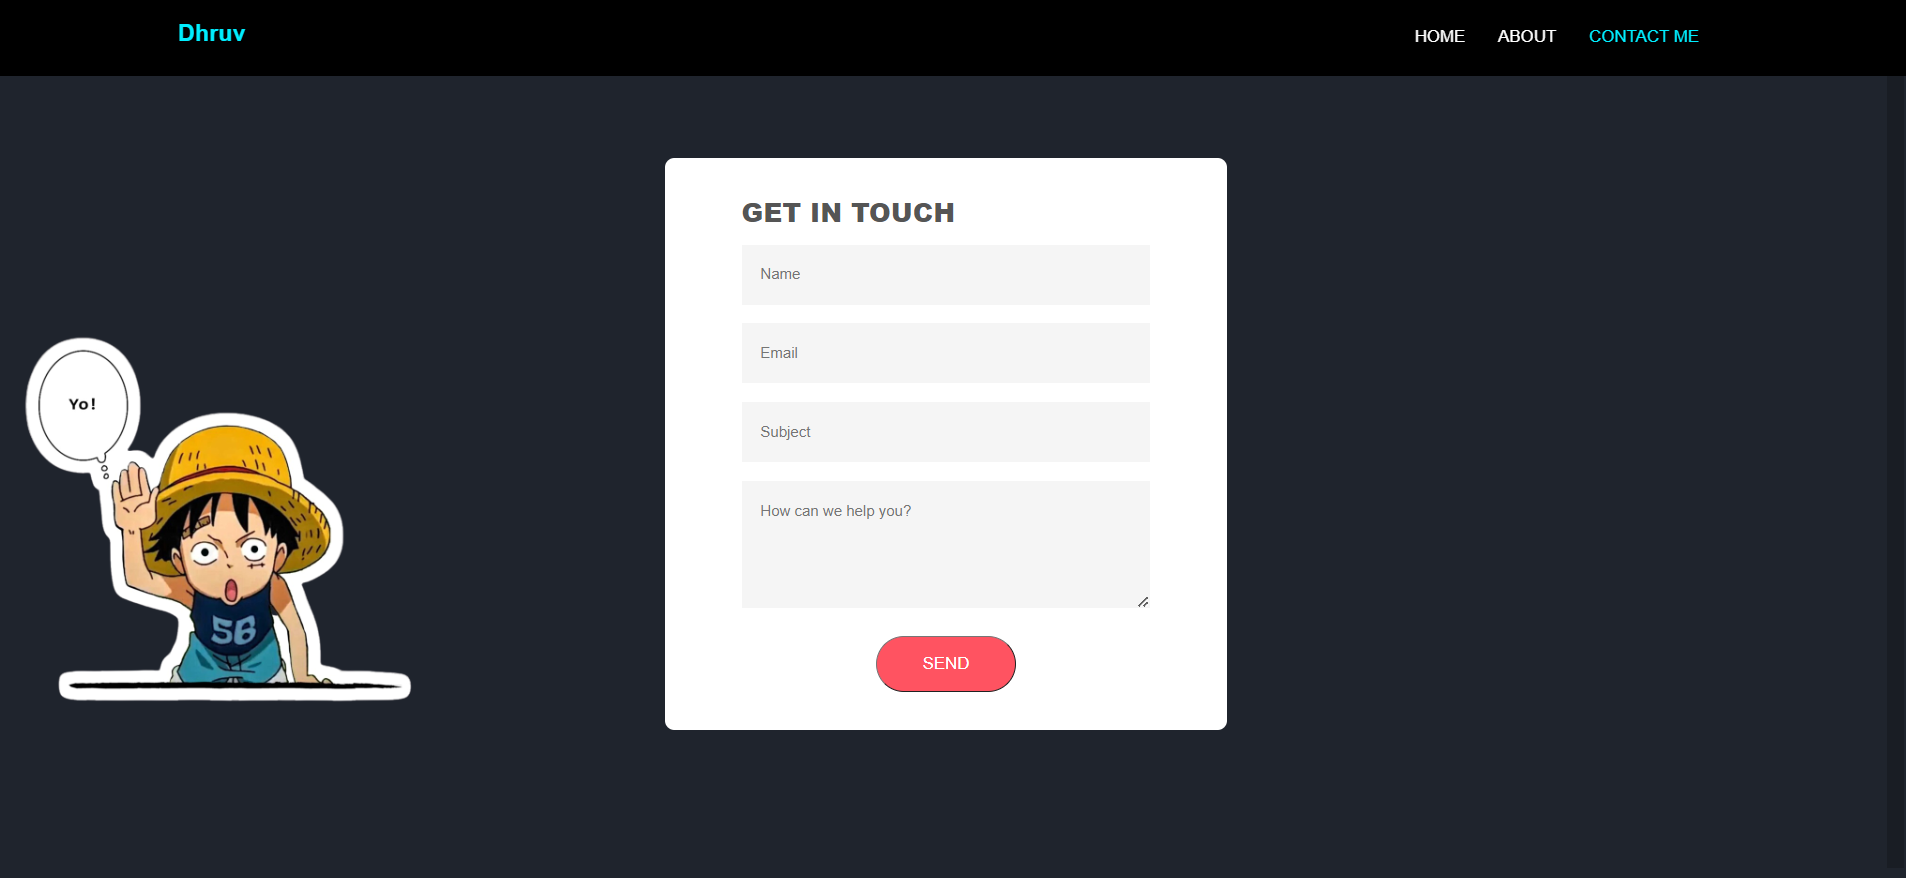 Dhruv
HOME ABOUT CONTACT ME
GET IN TOUCH
Name
Email
Subject
How can we help you?
SEND
Yo!
56